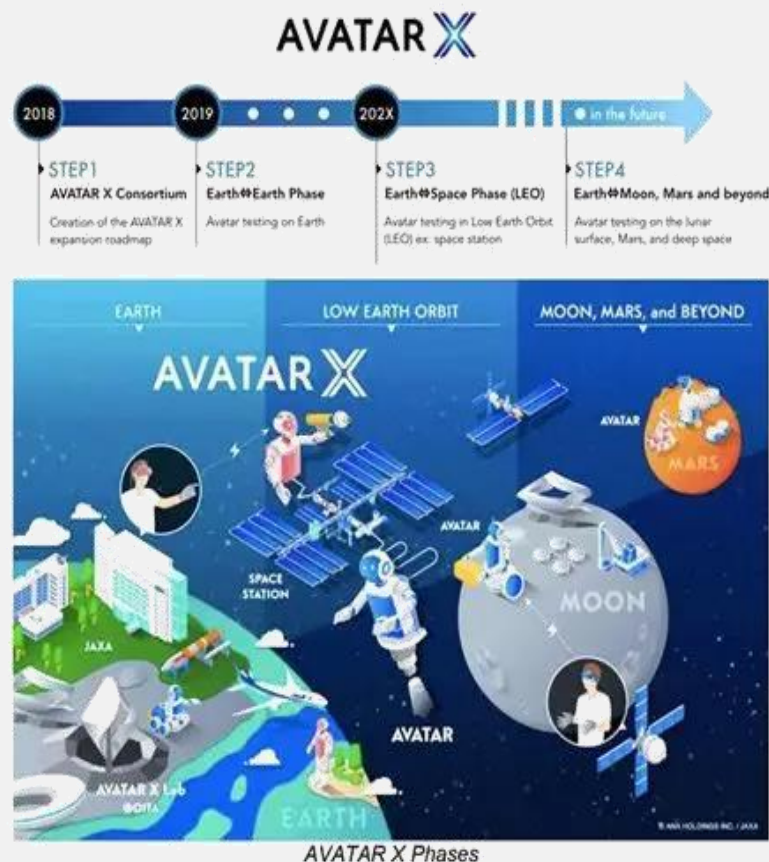 AVATAR X
2018
2019
202X
in the future
STEP1
AVATAR X Consortium
Creation of the AVATAR X
expansion roadmap
STEP2
Earth⇔Earth Phase
Avatar testing on Earth
STEP3
Earth⇔Space Phase (LEO)
Avatar testing in Low Earth Orbit
(LEO) ex: space station
STEP4
Earth⇔Moon, Mars and beyond
Avatar testing on the lunar
surface, Mars, and deep space
EARTH
LOW EARTH ORBIT
MOON, MARS, and BEYOND
AVATAR X
AVATAR
MARS
SPACE
STATION
AVATAR
MOON
JAXA
AVATAR
AVATAR X Lab
@OITA
EARTH
© ANA HOLDINGS INC. / JAXA
AVATAR X Phases